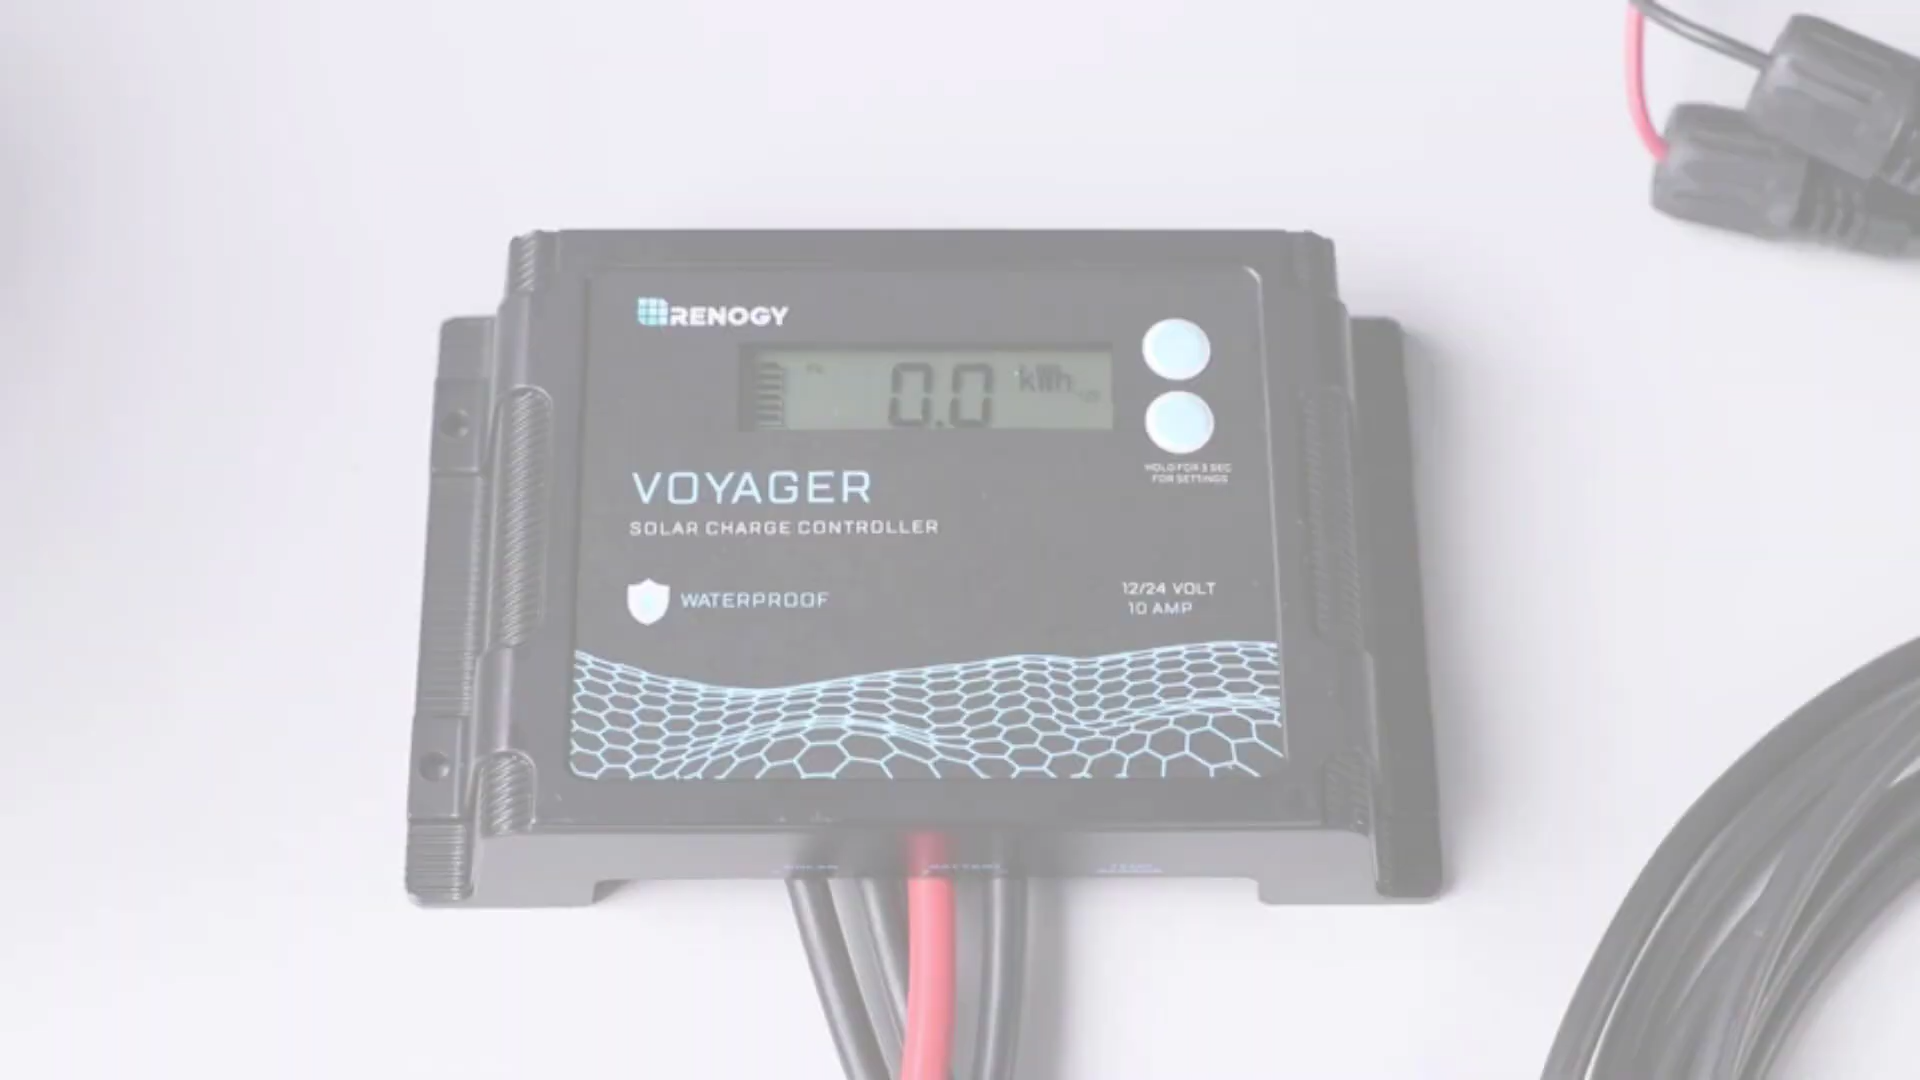 RENOGY
0.0 kWh
VOYAGER
SOLAR CHARGE CONTROLLER
HOLD FOR 3 SEC
FOR SETTINGS
WATERPROOF
12/24 VOLT
10 AMP
BATTERY